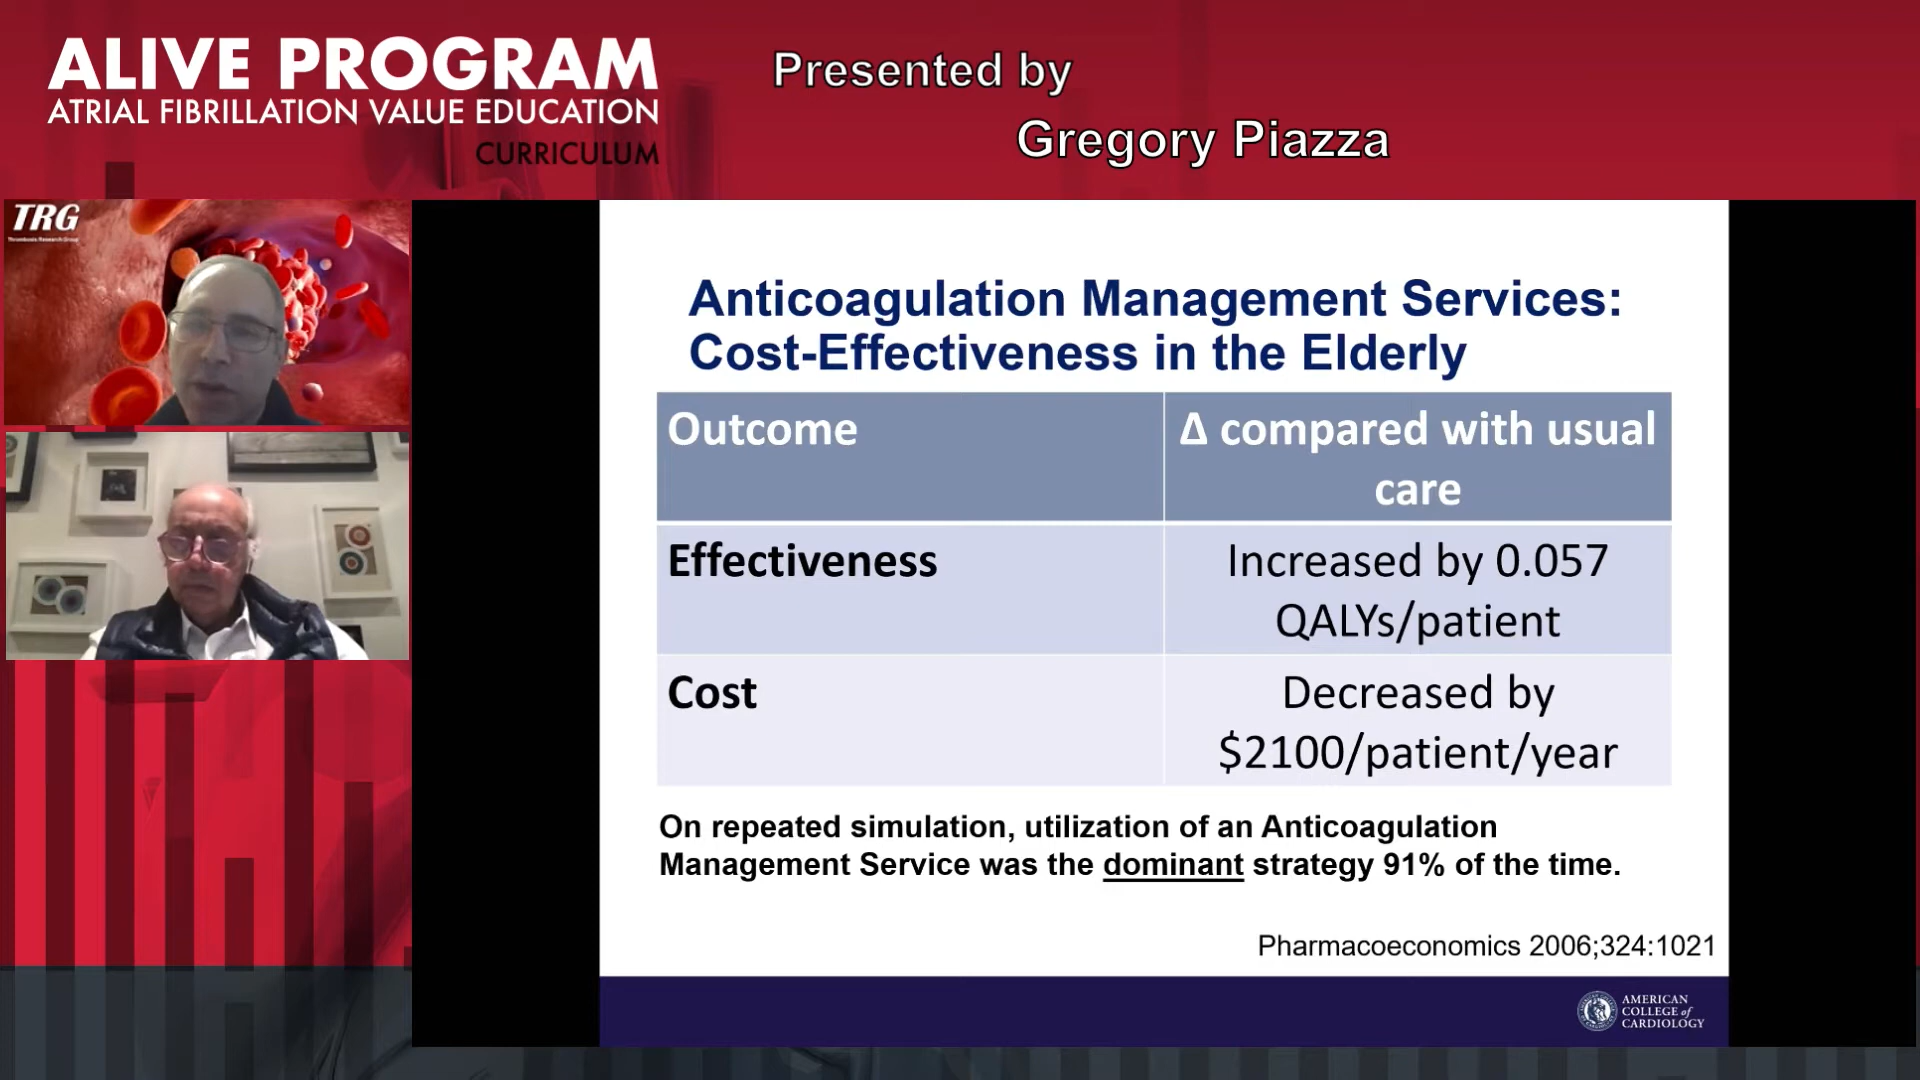 ALIVE PROGRAM
ATRIAL FIBRILLATION VALUE EDUCATION
CURRICULUM
Presented by
Gregory Piazza
TRG
Thrombosis Research Group
Anticoagulation Management Services:
Cost-Effectiveness in the Elderly
Outcome
Δ compared with usual
care
Effectiveness
Increased by 0.057
QALYs/patient
Cost
Decreased by
$2100/patient/year
On repeated simulation, utilization of an Anticoagulation
Management Service was the dominant strategy 91% of the time.
Pharmacoeconomics 2006;324:1021
AMERICAN
COLLEGE of
CARDIOLOGY